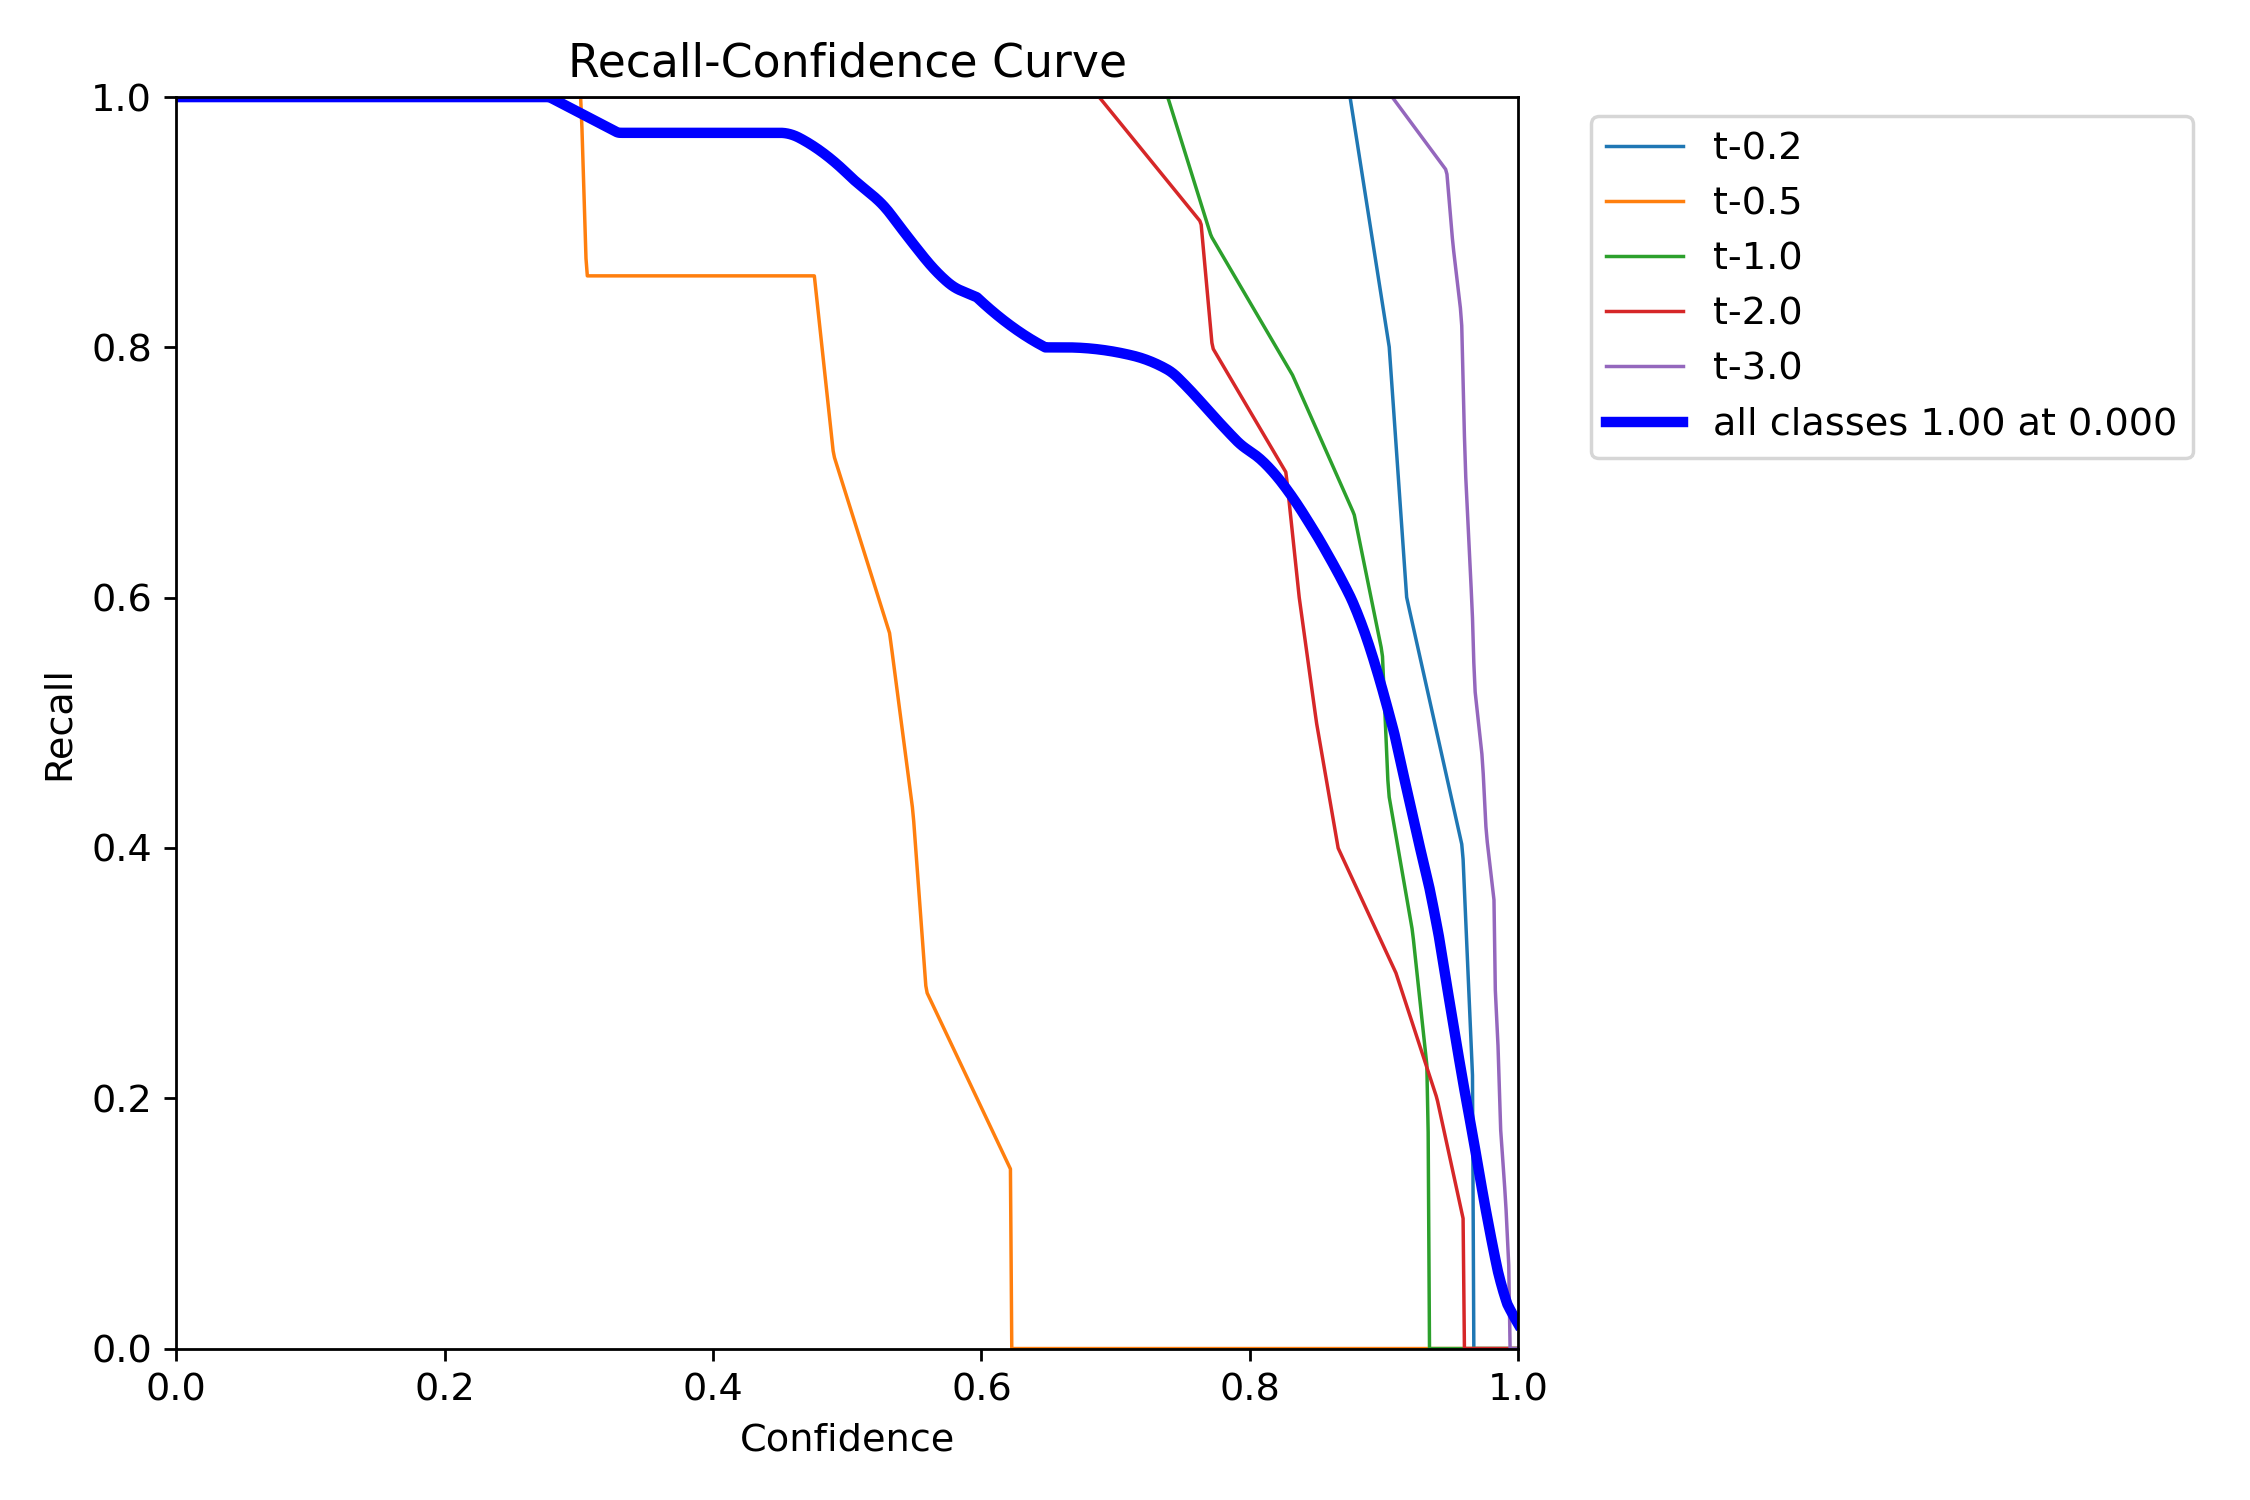 Recall-Confidence Curve
1.0
0.8
0.6
0.4
0.2
0.0
Recall
0.0 0.2 0.4 0.6 0.8 1.0
Confidence
t-0.2
t-0.5
t-1.0
t-2.0
t-3.0
all classes 1.00 at 0.000